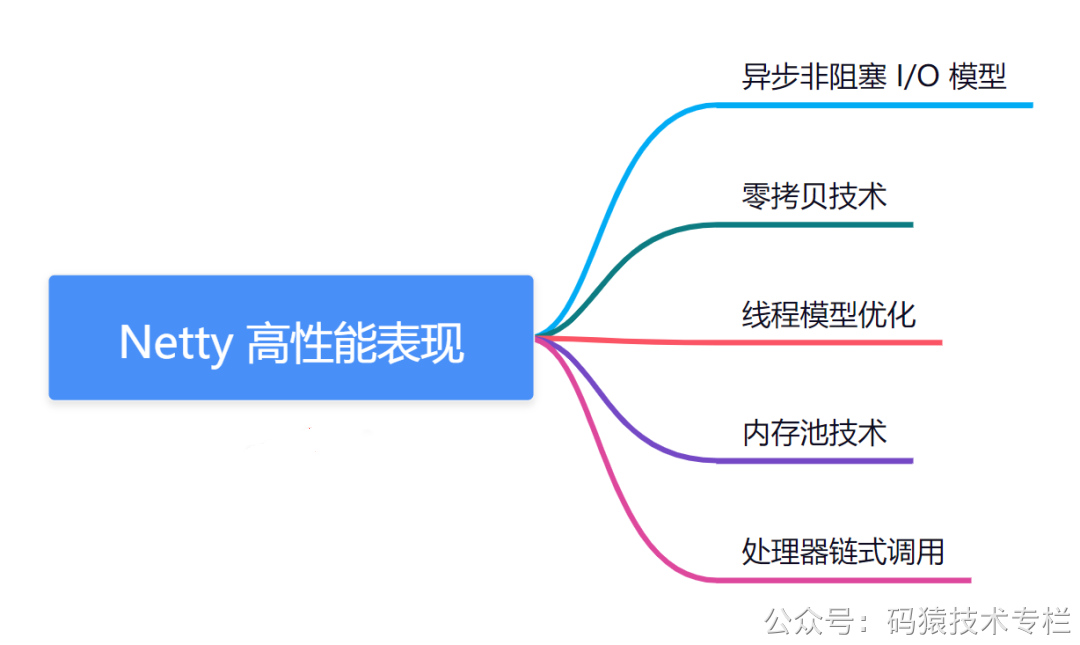 异步非阻塞 I/O 模型
零拷贝技术
Netty 高性能表现
线程模型优化
内存池技术
处理器链式调用
公众号：码猿技术专栏